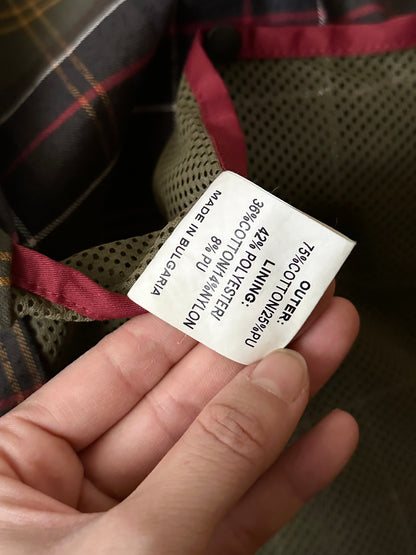 OUTER:
75%COTTON/25%PU
LINING:
42% POLYESTER/
36%COTTON/14%NYLON
8% PU
MADE IN BULGARIA